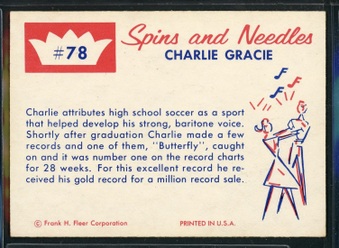 #78
Spins and Needles
CHARLIE GRACIE
Charlie attributes high school soccer as a sport
that helped develop his strong, baritone voice.
Shortly after graduation Charlie made a few
records and one of them, "Butterfly", caught
on and it was number one on the record charts
for 28 weeks. For this excellent record he re-
ceived his gold record for a million record sale.
© Frank H. Fleer Corporation
PRINTED IN U.S.A.